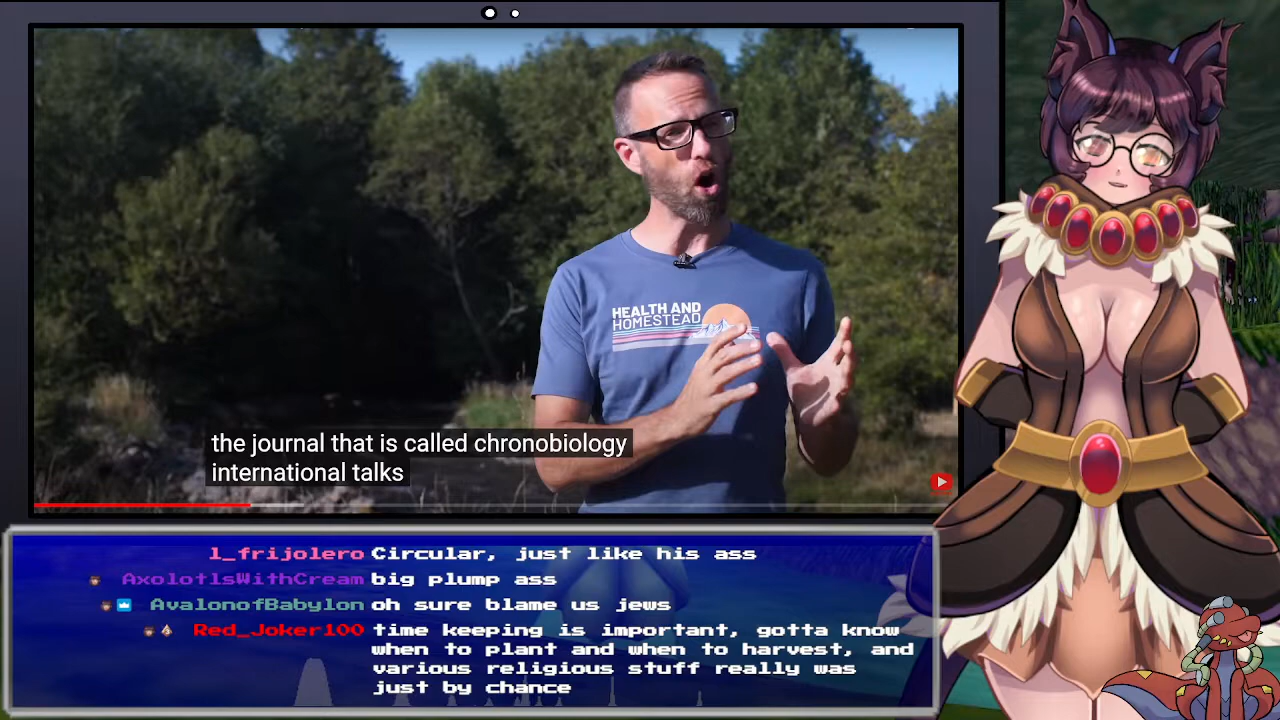 HEALTH AND
HOMESTEAD
the journal that is called chronobiology
international talks
l_frijolero Circular, just like his ass
AxolotlsWithCream big plump ass
AvalonofBabylon oh sure blame us jews
Red_Joker100 time keeping is important, gotta know
when to plant and when to harvest, and
various religious stuff really was
just by chance